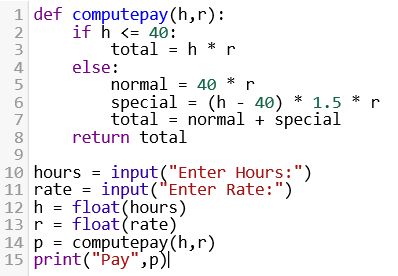 1 def computepay(h,r):
2     if h <= 40:
3         total = h * r
4     else:
5         normal = 40 * r
6         special = (h - 40) * 1.5 * r
7         total = normal + special
8     return total
9
10 hours = input("Enter Hours:")
11 rate = input("Enter Rate:")
12 h = float(hours)
13 r = float(rate)
14 p = computepay(h,r)
15 print("Pay",p)